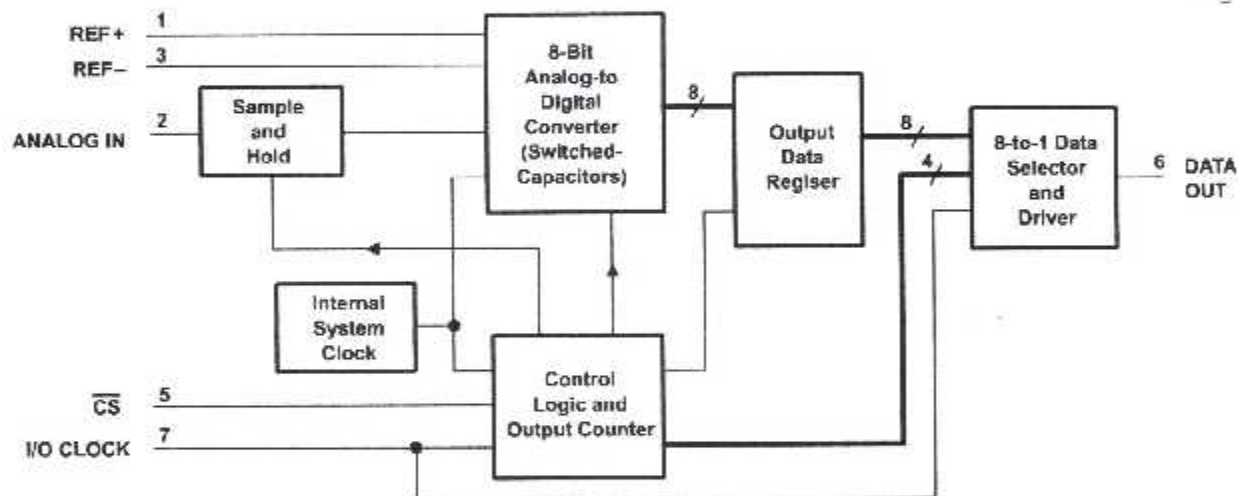 REF+
1
REF–
3
ANALOG IN
2
Sample
and
Hold
8-Bit
Analog-to
Digital
Converter
(Switched-
Capacitors)
8
Output
Data
Regiser
8
4
8-to-1 Data
Selector
and
Driver
6
DATA
OUT
Internal
System
Clock
Control
Logic and
Output Counter
CS
5
I/O CLOCK
7